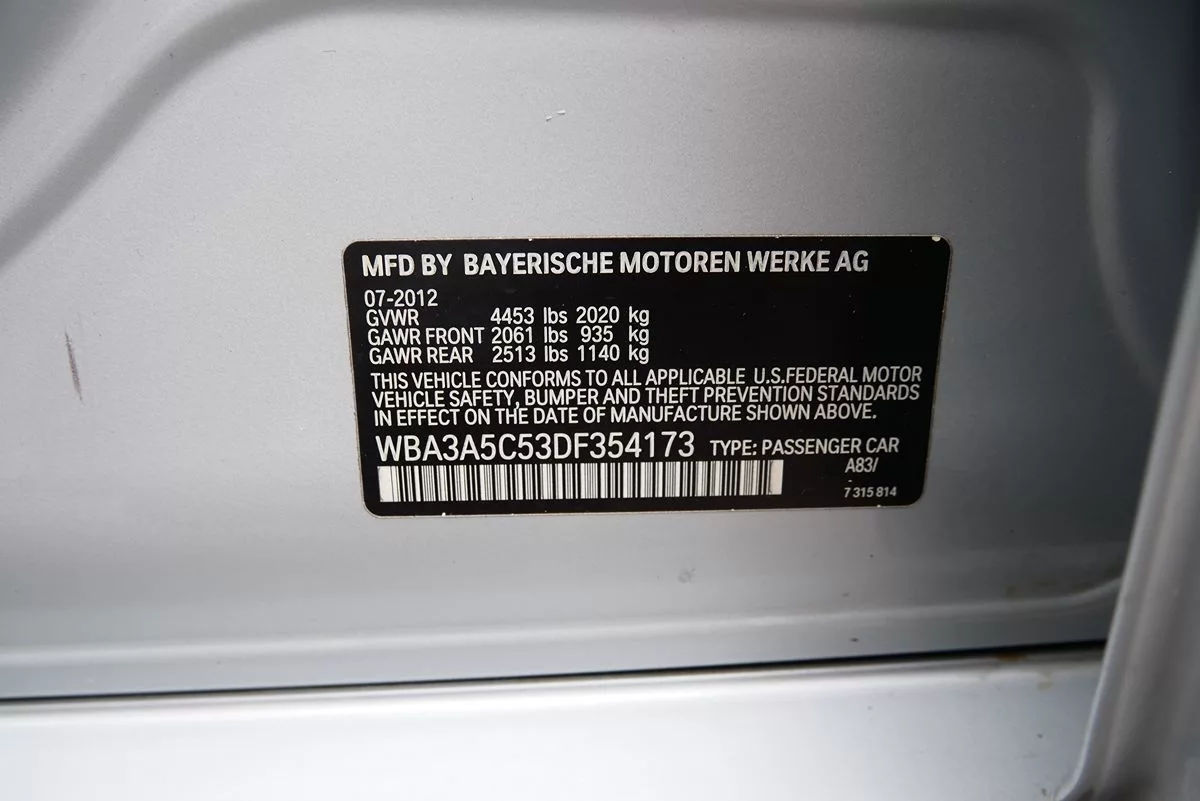 MFD BY BAYERISCHE MOTOREN WERKE AG
07-2012
GVWR 4453 lbs 2020 kg
GAWR FRONT 2061 lbs 935 kg
GAWR REAR 2513 lbs 1140 kg
THIS VEHICLE CONFORMS TO ALL APPLICABLE U.S.FEDERAL MOTOR
VEHICLE SAFETY, BUMPER AND THEFT PREVENTION STANDARDS
IN EFFECT ON THE DATE OF MANUFACTURE SHOWN ABOVE.
WBA3A5C53DF354173 TYPE: PASSENGER CAR
A83/
-
7 315 814